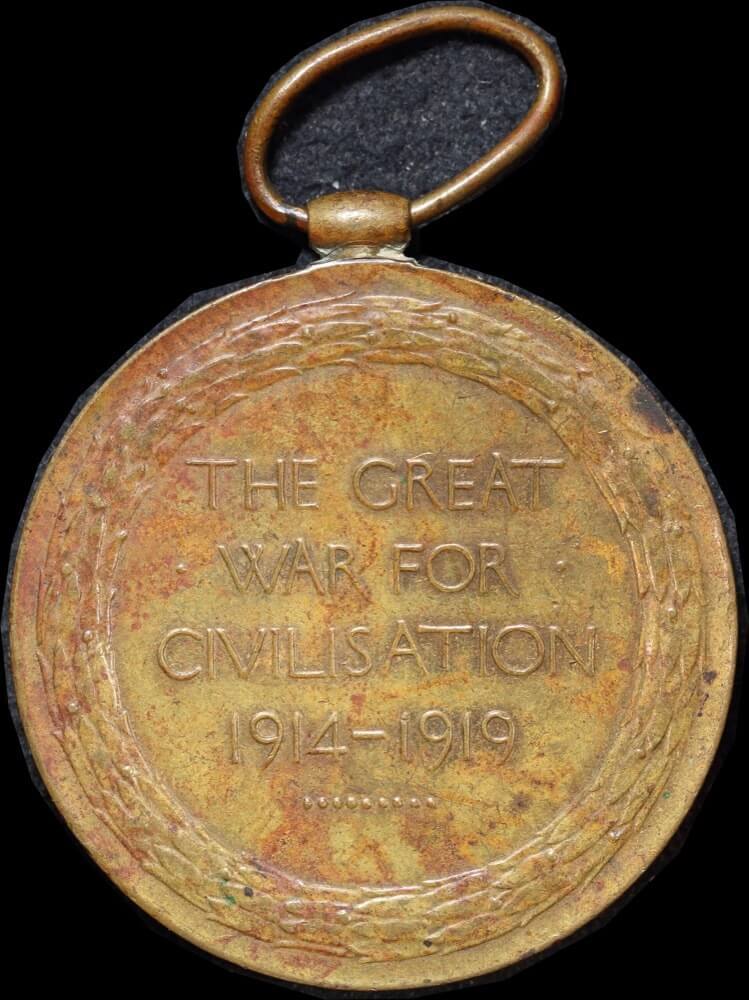 THE GREAT
· WAR FOR ·
CIVILISATION
1914-1919